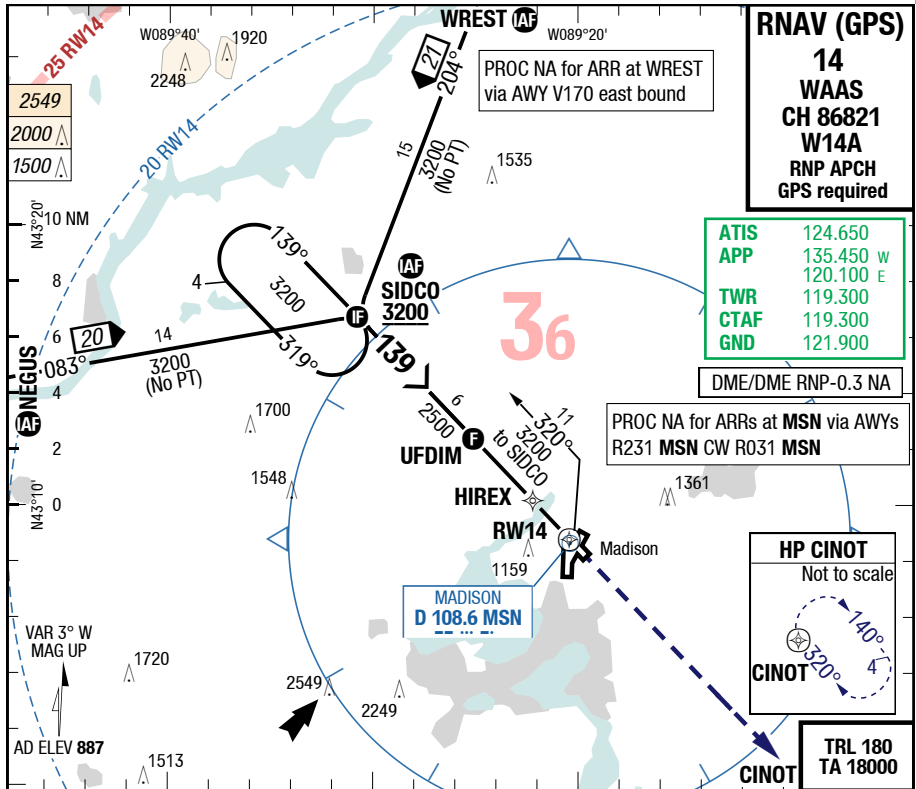 WREST IAF
W089°40'
W089°20'
1920
2248
25 RW14
20 RW14
2549
2000
1500
21
204°
15
3200
(No PT)
PROC NA for ARR at WREST
via AWY V170 east bound
1535
RNAV (GPS)
14
WAAS
CH 86821
W14A
RNP APCH
GPS required
ATIS 124.650
APP 135.450 W
120.100 E
TWR 119.300
CTAF 119.300
GND 121.900
DME/DME RNP-0.3 NA
PROC NA for ARRs at MSN via AWYs
R231 MSN CW R031 MSN
N43°20'
10 NM
8
6
4
2
0
N43°10'
139°
3200
4
319°
IAF
SIDCO
3200
IF
36
20
083°
14
3200
(No PT)
NEGUS
IAF
139
6
2500
UFDIM F
11
320°
3200
to SIDCO
HIREX
RW14
1700
1548
1159
1361
Madison
MADISON
D 108.6 MSN
HP CINOT
Not to scale
140°
320°
4
CINOT
VAR 3° W
MAG UP
1720
2549
2249
1513
AD ELEV 887
CINOT
TRL 180
TA 18000